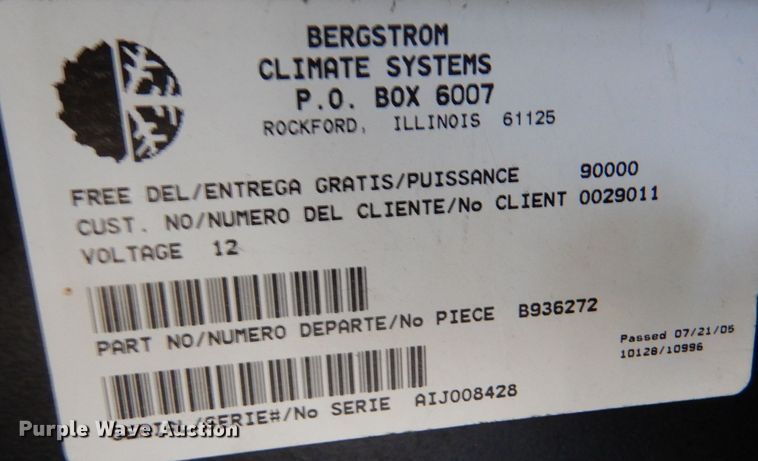 BERGSTROM
CLIMATE SYSTEMS
P.O. BOX 6007
ROCKFORD, ILLINOIS 61125
FREE DEL/ENTREGA GRATIS/PUISSANCE 90000
CUST. NO/NUMERO DEL CLIENTE/No CLIENT 0029011
VOLTAGE 12
PART NO/NUMERO DEPARTE/No PIECE B936272
Passed 07/21/05
10128/10996
/SERIE#/No SERIE AIJ008428
Purple Wave Auction